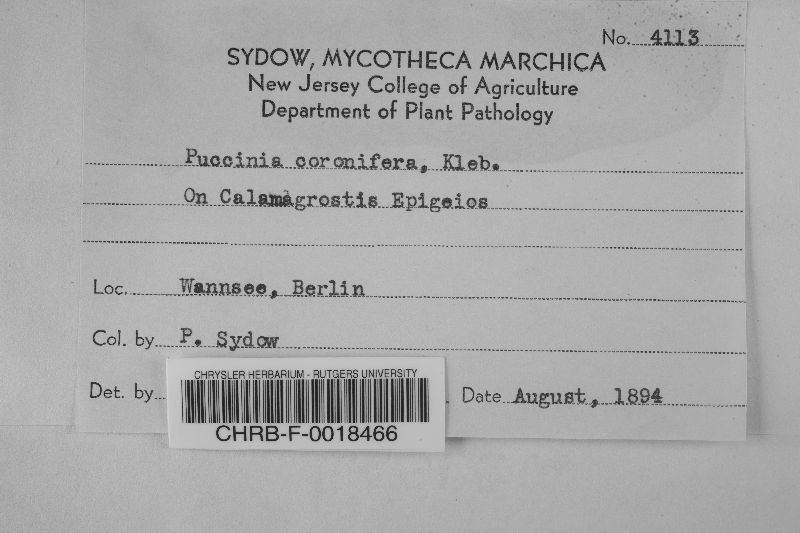 No. 4113
SYDOW, MYCOTHECA MARCHICA
New Jersey College of Agriculture
Department of Plant Pathology
Puccinia coronifera, Kleb.
On Calamagrostis Epigeios
Loc. Wannsee, Berlin
Col. by P. Sydow
Det. by
Date August, 1894
CHRYSLER HERBARIUM - RUTGERS UNIVERSITY
CHRB-F-0018466